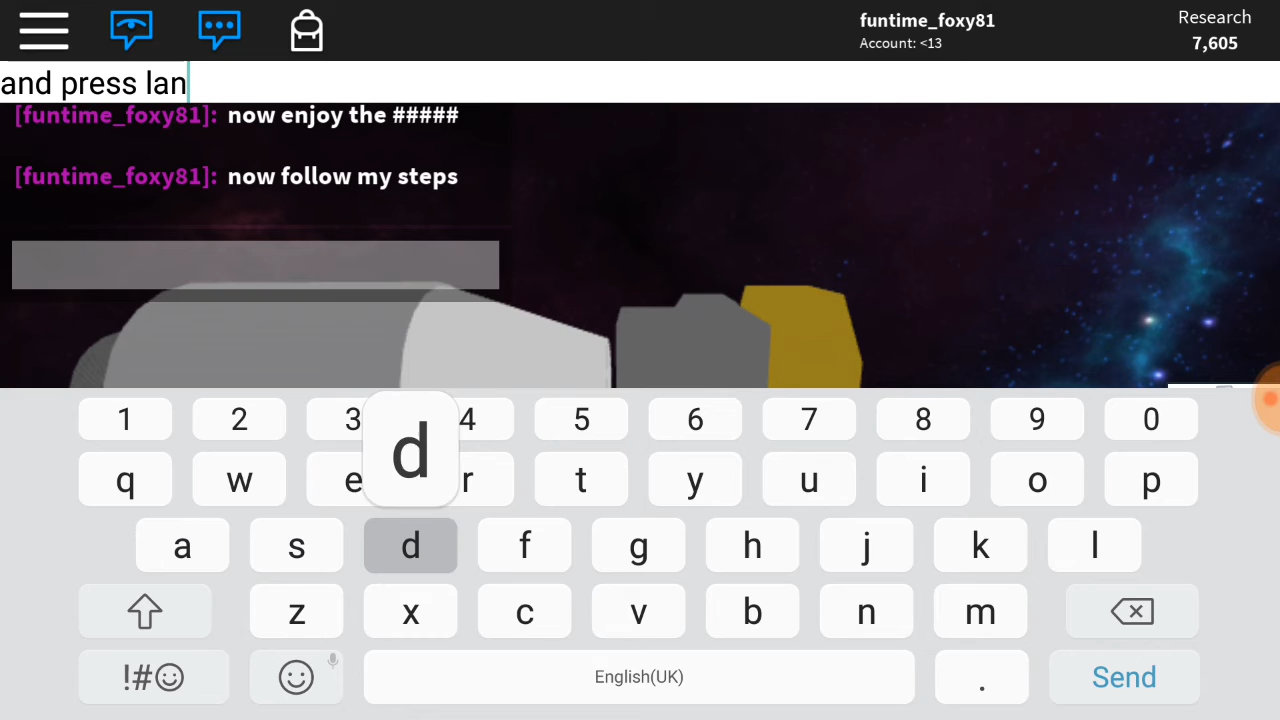 funtime_foxy81
Account: <13
Research
7,605
and press lan
[funtime_foxy81]: now enjoy the #####
[funtime_foxy81]: now follow my steps
d
1 2 3 4 5 6 7 8 9 0
q w e r t y u i o p
a s d f g h j k l
z x c v b n m
!#☺ English(UK) . Send